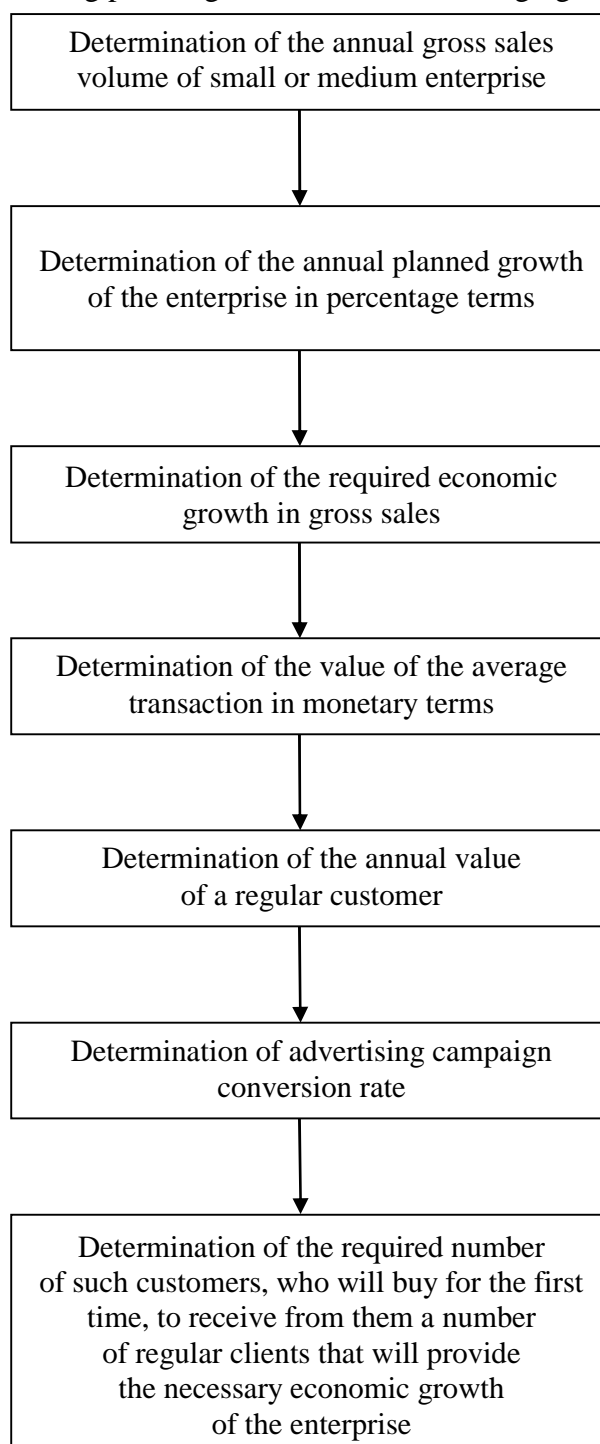 Determination of the annual gross sales
volume of small or medium enterprise
Determination of the annual planned growth
of the enterprise in percentage terms
Determination of the required economic
growth in gross sales
Determination of the value of the average
transaction in monetary terms
Determination of the annual value
of a regular customer
Determination of advertising campaign
conversion rate
Determination of the required number
of such customers, who will buy for the first
time, to receive from them a number
of regular clients that will provide
the necessary economic growth
of the enterprise